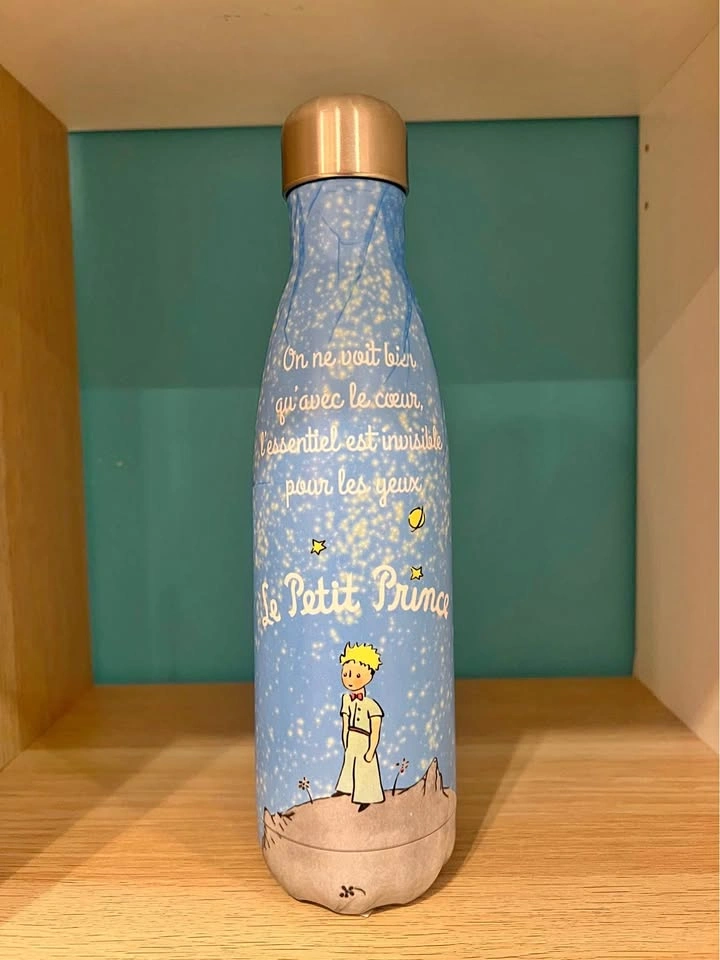 On ne voit bien
qu'avec le cœur,
l'essentiel est invisible
pour les yeux
Le Petit Prince